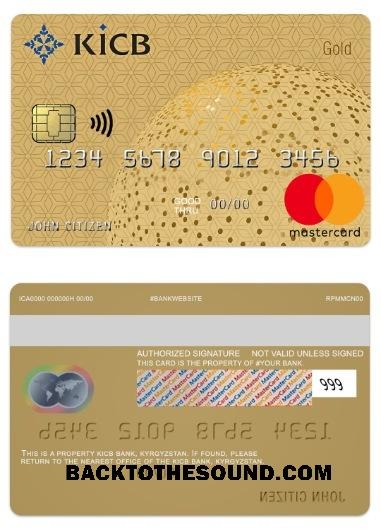 KICB
Gold
1234 5678 9012 3456
GOOD
THRU 00/00
JOHN CITIZEN
mastercard
ICA0000 000000H 00/00 #BANKWEBSITE RPMMCN00
AUTHORIZED SIGNATURE NOT VALID UNLESS SIGNED
THIS CARD IS THE PROPERTY OF #YOUR BANK
999
1234 5678 9012 3456
THIS IS A PROPERTY KICB BANK, KYRGYZSTAN. IF FOUND, PLEASE
RETURN TO THE NEAREST OFFICE OF THE KICB BANK, KYRGYZSTAN.
BACKTOTHESOUND.COM
JOHN CITIZEN